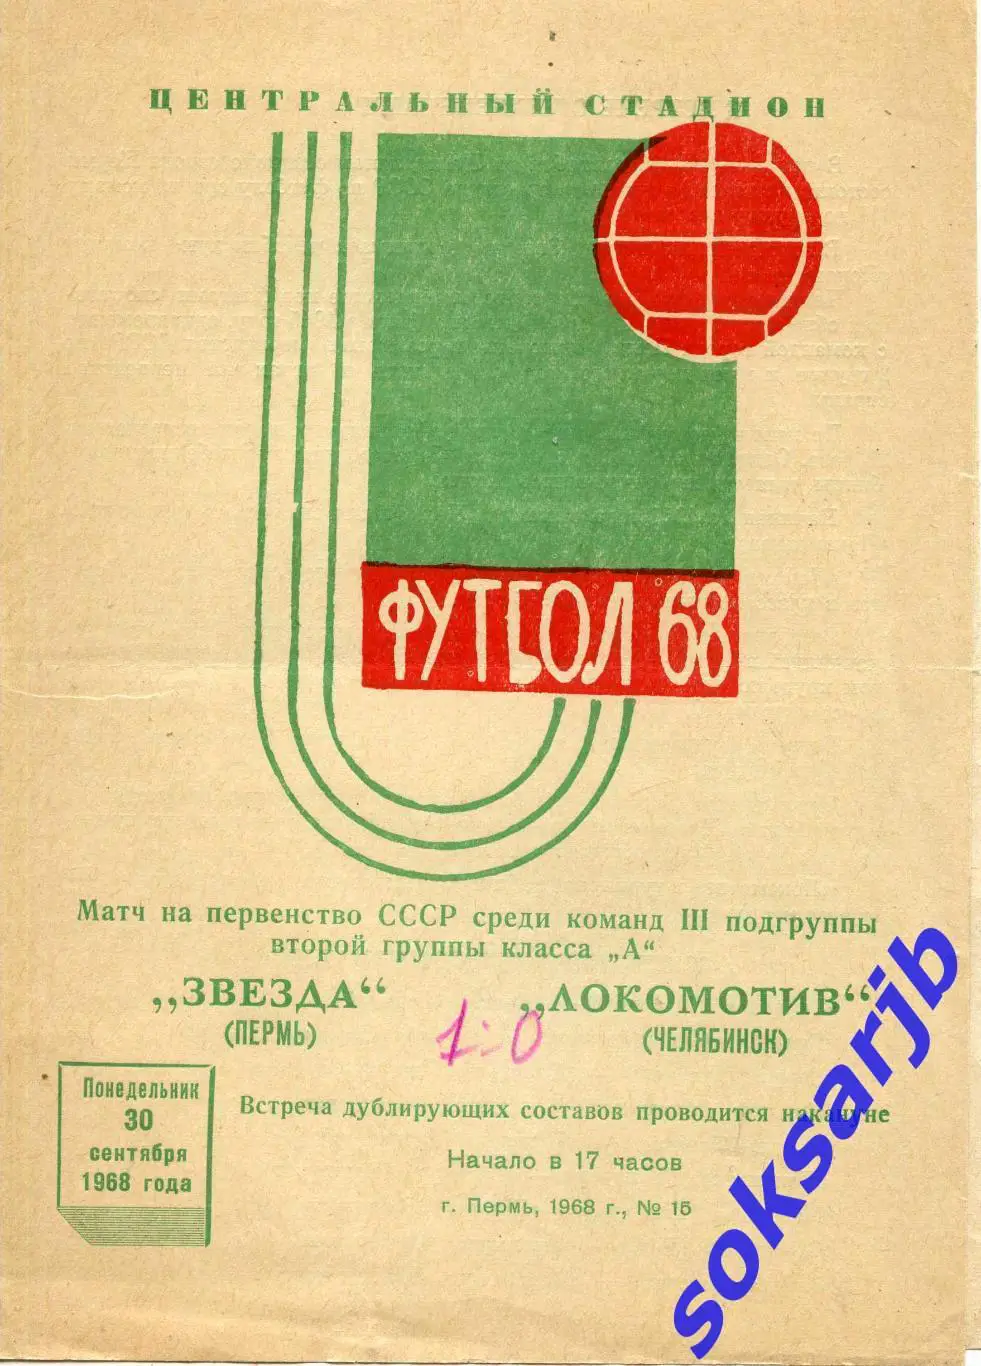 ЦЕНТРАЛЬНЫЙ СТАДИОН
ФУТБОЛ '68
Матч на первенство СССР среди команд III подгруппы
второй группы класса „А“
„ЗВЕЗДА“ „ЛОКОМОТИВ“
(ПЕРМЬ) 1:0 (ЧЕЛЯБИНСК)
Понедельник
30
сентября
1968 года
Встреча дублирующих составов проводится накануне
Начало в 17 часов
г. Пермь, 1968 г., № 15
soksarjb